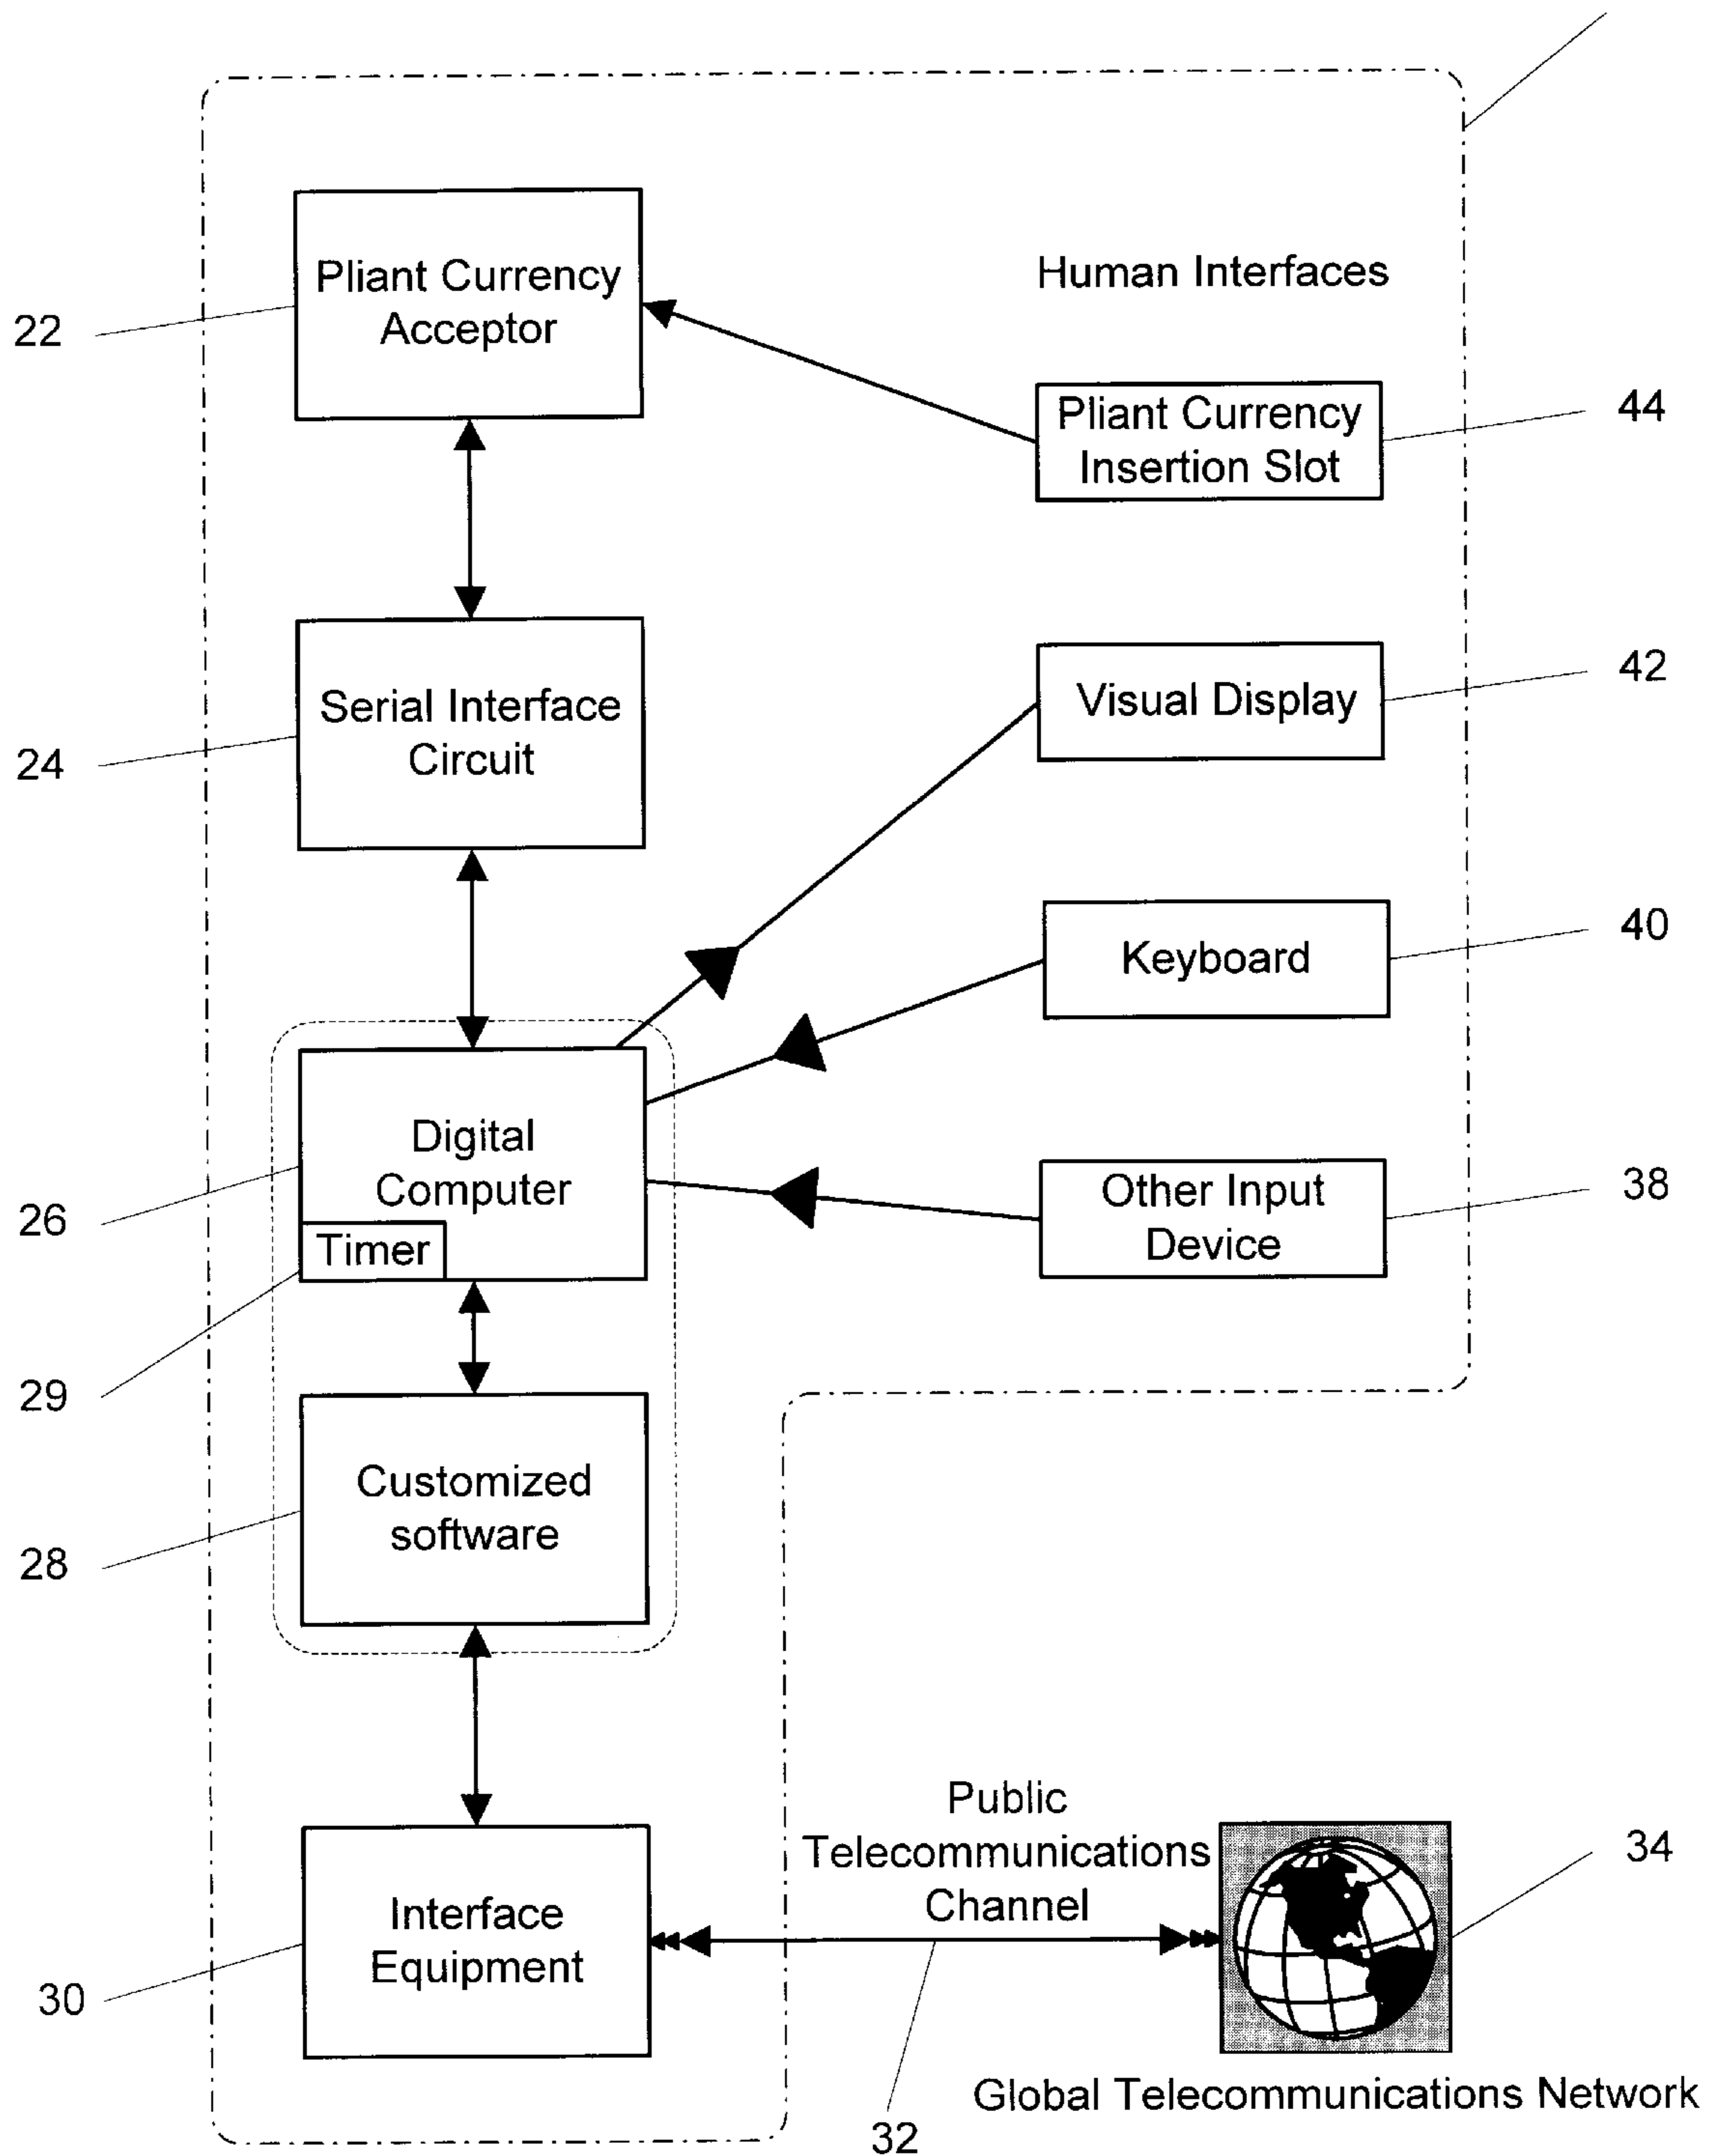 Pliant Currency
Acceptor
22
Human Interfaces
Pliant Currency
Insertion Slot
44
Serial Interface
Circuit
24
Visual Display
42
Keyboard
40
Digital
Computer
26
Timer
29
Other Input
Device
38
Customized
software
28
Interface
Equipment
30
Public
Telecommunications
Channel
32
34
Global Telecommunications Network